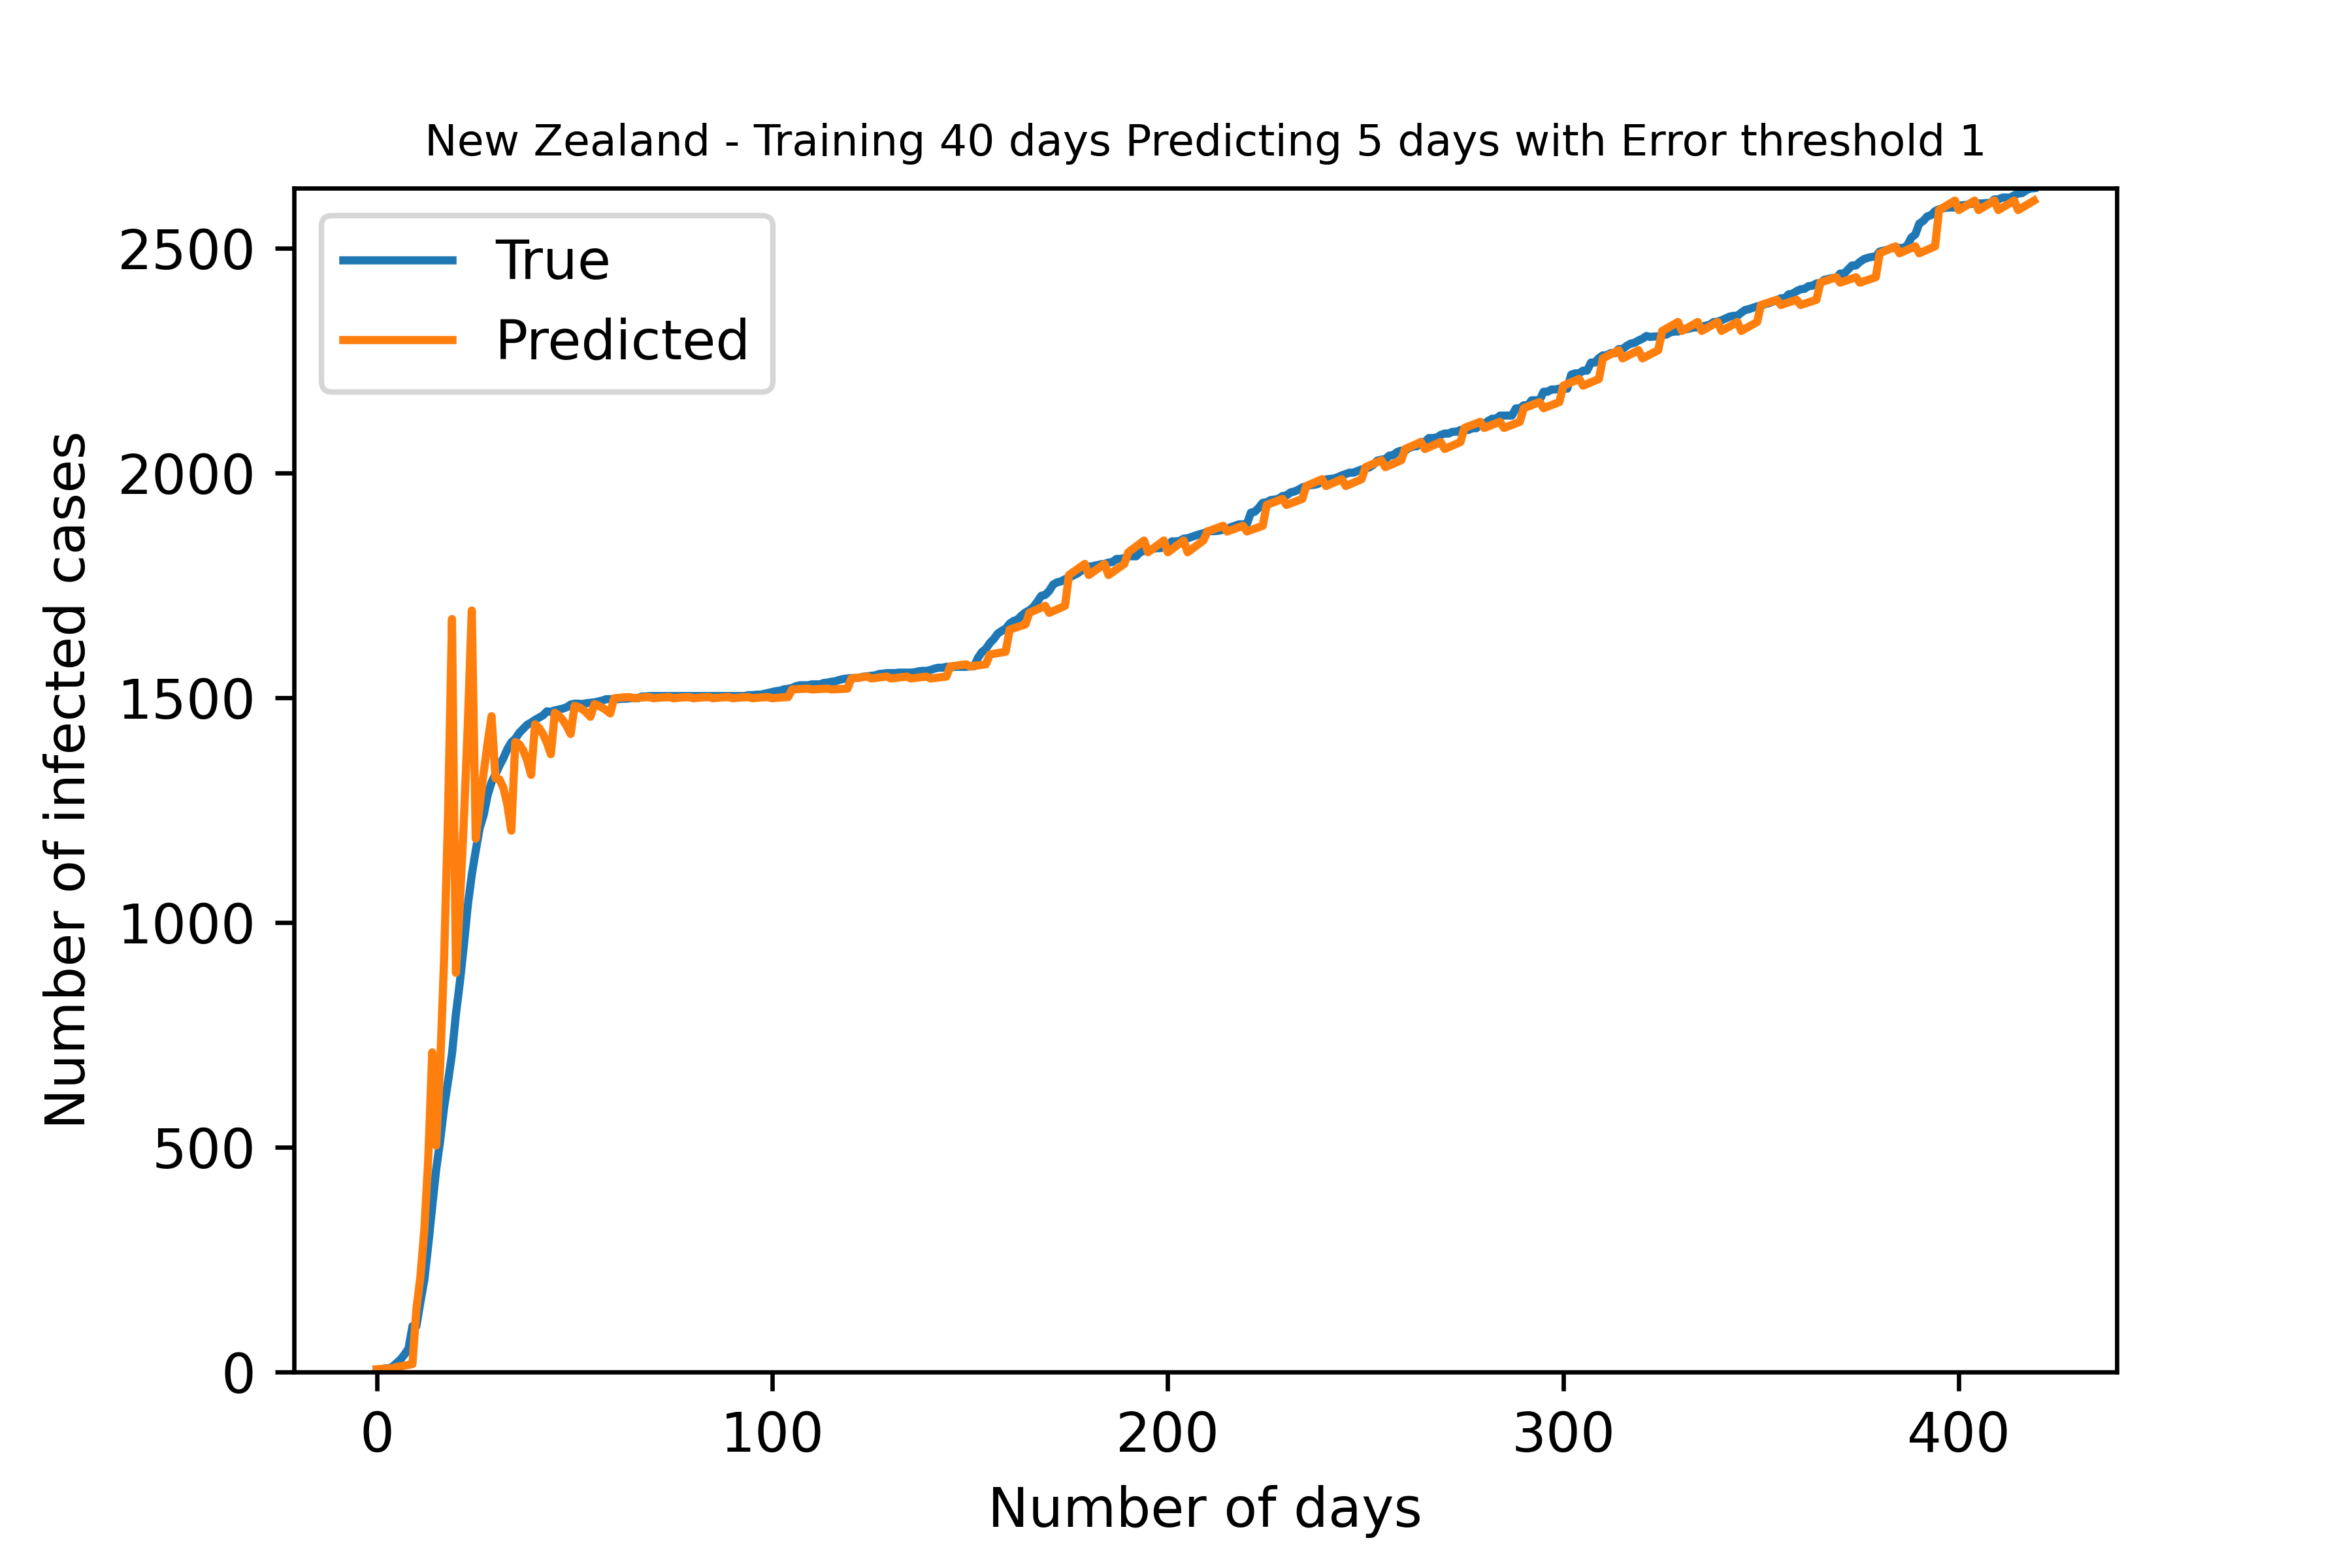 New Zealand - Training 40 days Predicting 5 days with Error threshold 1
True
Predicted
Number of infected cases
2500
2000
1500
1000
500
0
0 100 200 300 400
Number of days